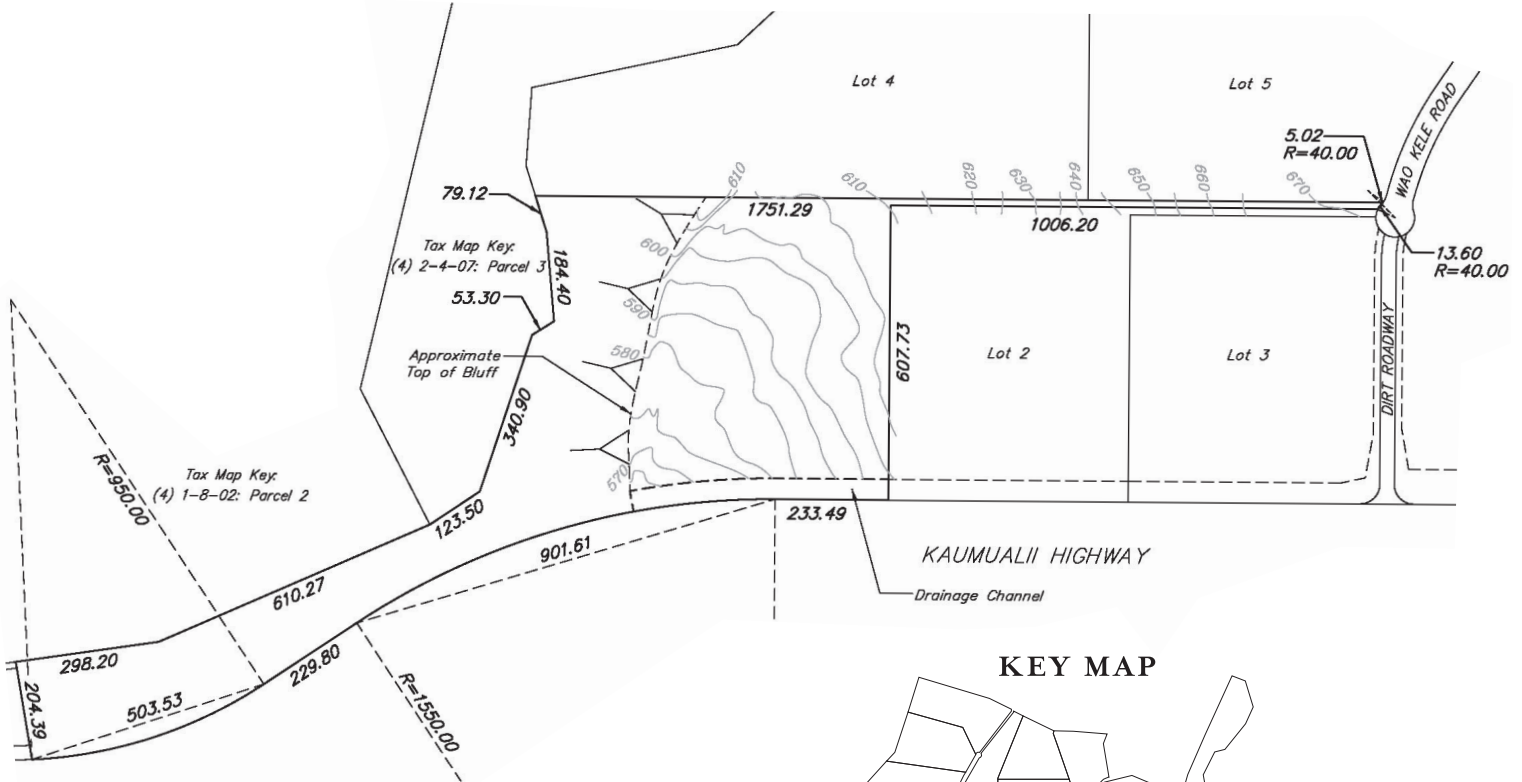 Lot 4
Lot 5
WAO KELE ROAD
5.02
R=40.00
79.12
610
1751.29
610
620
630
640
650
660
670
1006.20
13.60
R=40.00
Tax Map Key:
(4) 2-4-07: Parcel 3
184.40
600
53.30
590
580
Approximate
Top of Bluff
340.90
607.73
Lot 2
Lot 3
DIRT ROADWAY
570
R=950.00
Tax Map Key:
(4) 1-8-02: Parcel 2
123.50
233.49
901.61
KAUMUALII HIGHWAY
Drainage Channel
610.27
298.20
229.80
204.39
503.53
R=1550.00
KEY MAP